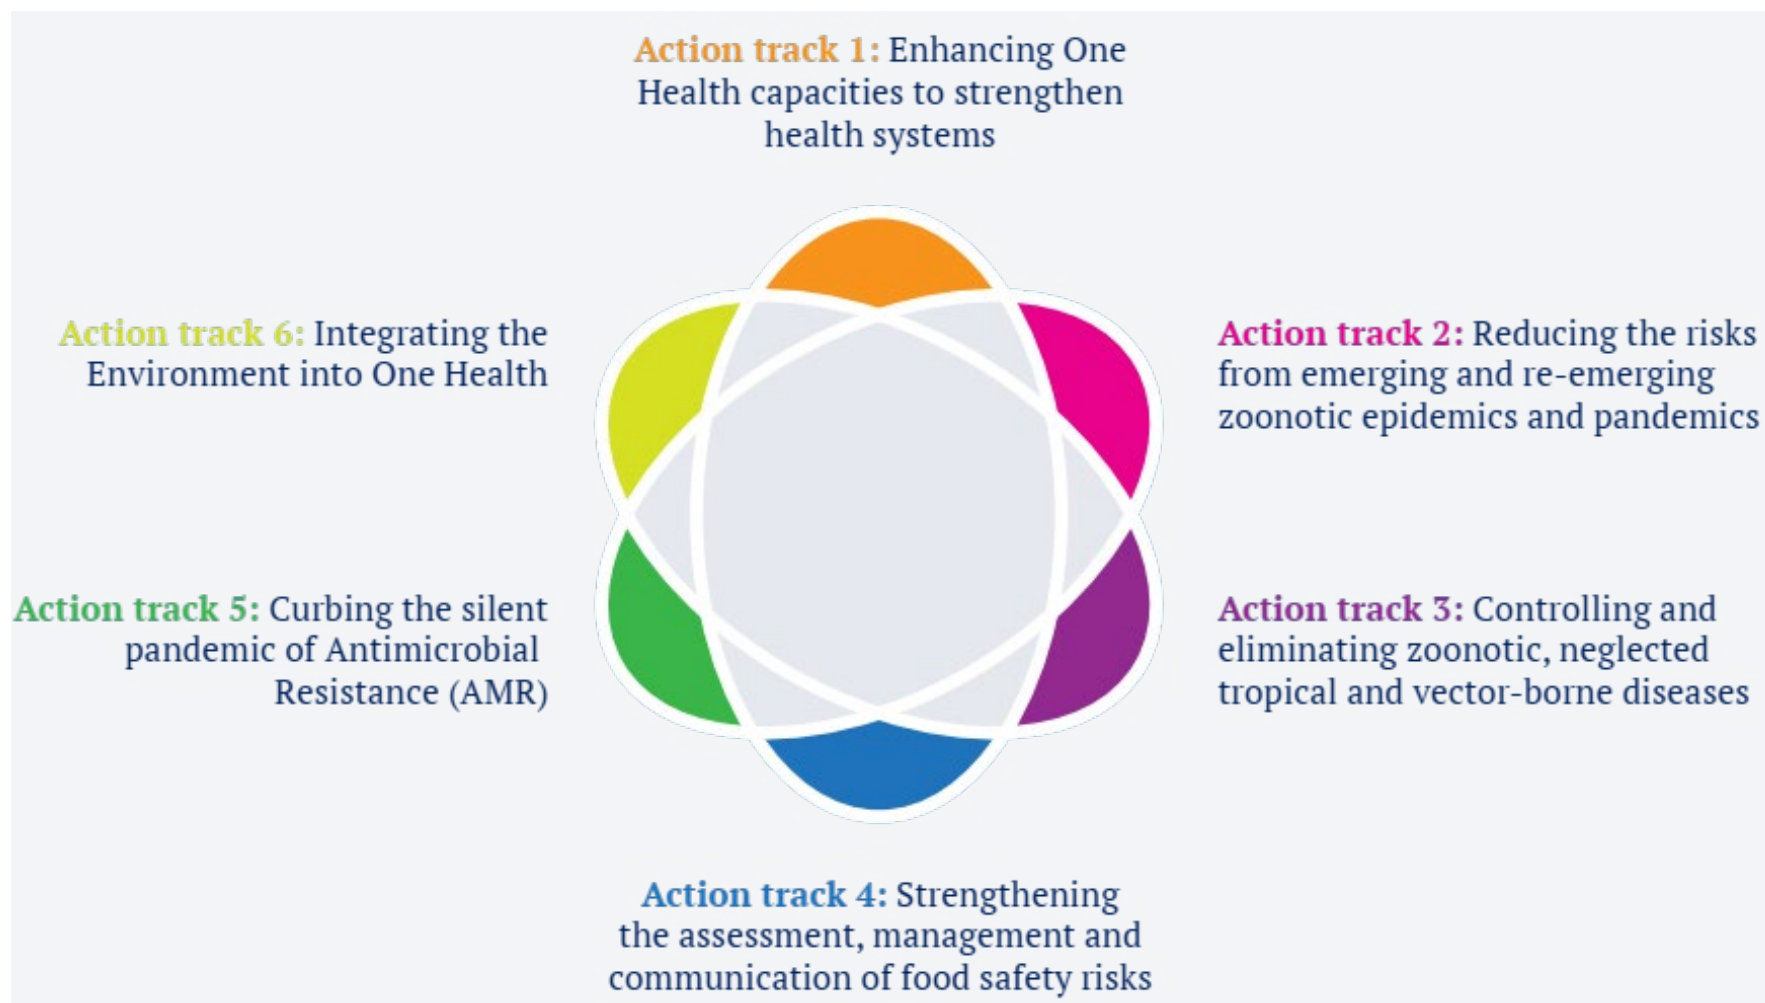 Action track 1: Enhancing One
Health capacities to strengthen
health systems
Action track 2: Reducing the risks
from emerging and re-emerging
zoonotic epidemics and pandemics
Action track 3: Controlling and
eliminating zoonotic, neglected
tropical and vector-borne diseases
Action track 4: Strengthening
the assessment, management and
communication of food safety risks
Action track 5: Curbing the silent
pandemic of Antimicrobial
Resistance (AMR)
Action track 6: Integrating the
Environment into One Health